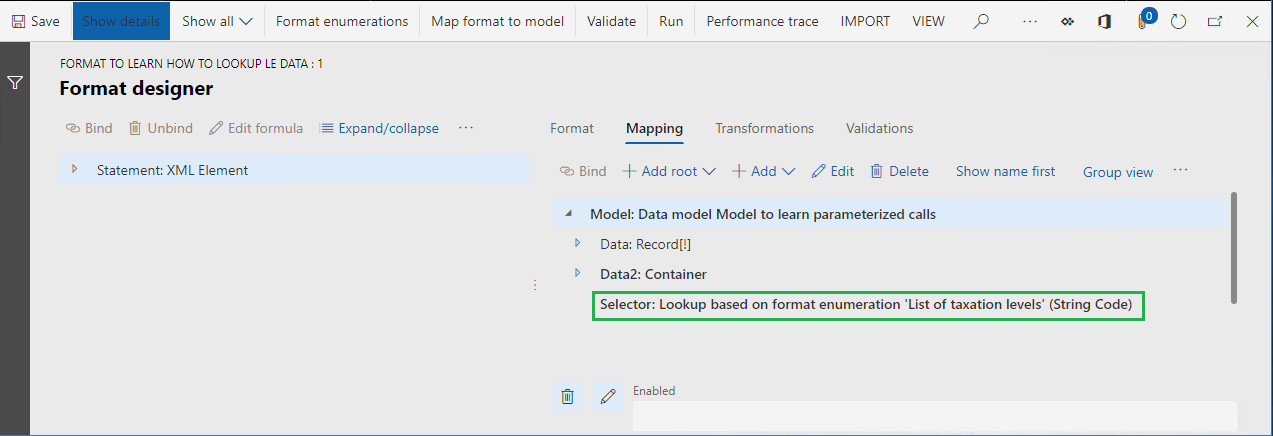 Save Show details Show all Format enumerations Map format to model Validate Run Performance trace IMPORT VIEW ... 0
FORMAT TO LEARN HOW TO LOOKUP LE DATA : 1
Format designer
Bind Unbind Edit formula Expand/collapse ...
Statement: XML Element
Format Mapping Transformations Validations
Bind Add root Add Edit Delete Show name first Group view ...
Model: Data model Model to learn parameterized calls
Data: Record[!]
Data2: Container
Selector: Lookup based on format enumeration 'List of taxation levels' (String Code)
Enabled